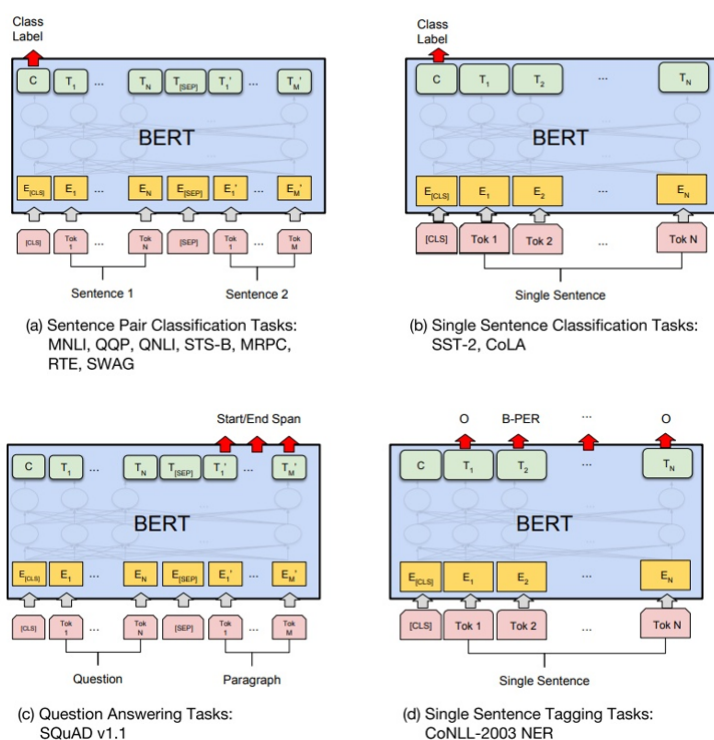 Class
Label
C T1 ... TN T[SEP] T1' ... TM'
BERT
E[CLS] E1 ... EN E[SEP] E1' ... EM'
[CLS] Tok 1 ... Tok N [SEP] Tok 1 ... Tok M
Sentence 1 Sentence 2
(a) Sentence Pair Classification Tasks:
MNLI, QQP, QNLI, STS-B, MRPC,
RTE, SWAG
Class
Label
C T1 T2 ... TN
BERT
E[CLS] E1 E2 ... EN
[CLS] Tok 1 Tok 2 ... Tok N
Single Sentence
(b) Single Sentence Classification Tasks:
SST-2, CoLA
Start/End Span
C T1 ... TN T[SEP] T1' ... TM'
BERT
E[CLS] E1 ... EN E[SEP] E1' ... EM'
[CLS] Tok 1 ... Tok N [SEP] Tok 1 ... Tok M
Question Paragraph
(c) Question Answering Tasks:
SQuAD v1.1
O B-PER ... O
C T1 T2 ... TN
BERT
E[CLS] E1 E2 ... EN
[CLS] Tok 1 Tok 2 ... Tok N
Single Sentence
(d) Single Sentence Tagging Tasks:
CoNLL-2003 NER